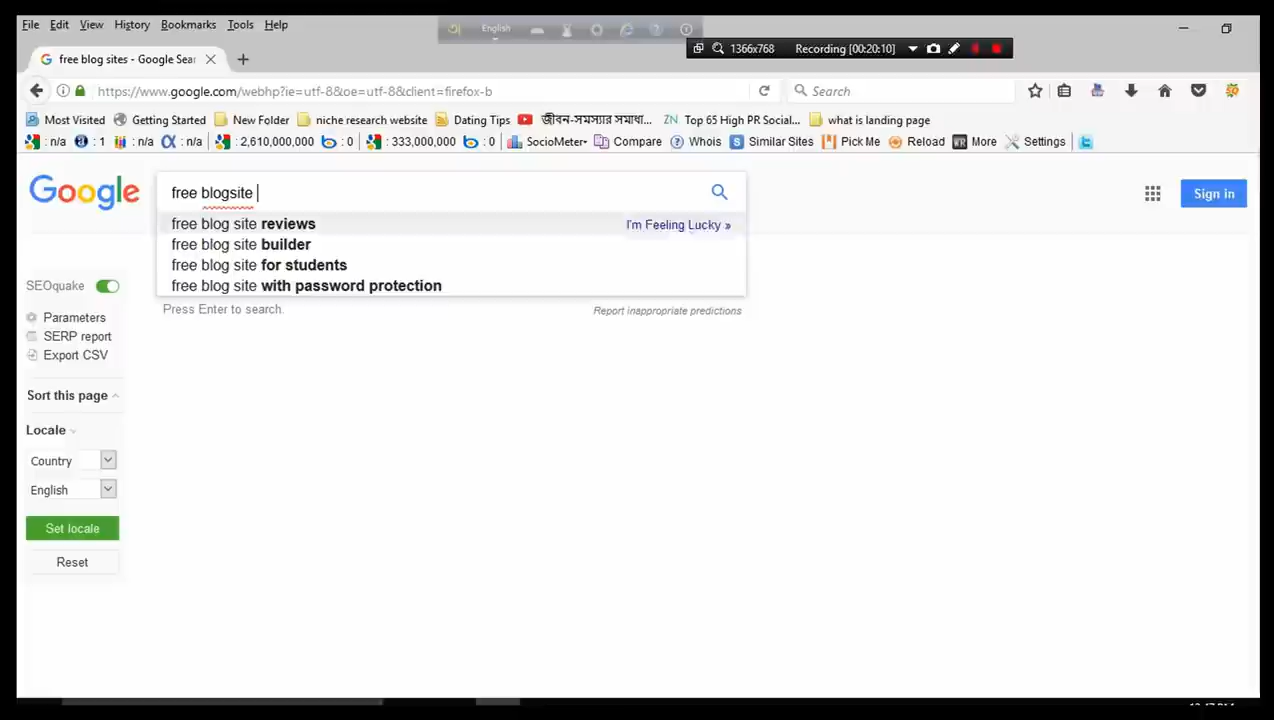 File Edit View History Bookmarks Tools Help
English
1366x768 Recording [00:20:10]
free blog sites - Google Sear
https://www.google.com/webhp?ie=utf-8&oe=utf-8&client=firefox-b Search
Most Visited Getting Started New Folder niche research website Dating Tips জীবন-সমস্যার সমাধা... ZN Top 65 High PR Social... what is landing page
: n/a : 1 : n/a : n/a : 2,610,000,000 : 0 : 333,000,000 : 0 SocioMeter Compare Whois Similar Sites Pick Me Reload More Settings
Google free blogsite Sign in
free blog site reviews I'm Feeling Lucky »
free blog site builder
free blog site for students
free blog site with password protection
Press Enter to search. Report inappropriate predictions
SEOquake
Parameters
SERP report
Export CSV
Sort this page
Locale
Country
English
Set locale
Reset